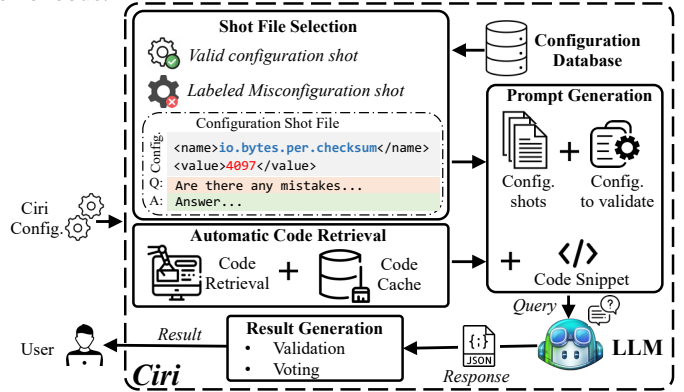 Shot File Selection
Valid configuration shot
Labeled Misconfiguration shot
Configuration Shot File
Config.
<name>io.bytes.per.checksum</name>
<value>4097</value>
Q: Are there any mistakes...
A: Answer...
Configuration
Database
Prompt Generation
+
Config.
shots
Config.
to validate
+
</>
Code Snippet
Ciri
Config.
Automatic Code Retrieval
Code
Retrieval
+
Code
Cache
Query
?
LLM
{;}
JSON
Response
Result Generation
• Validation
• Voting
Result
User
Ciri